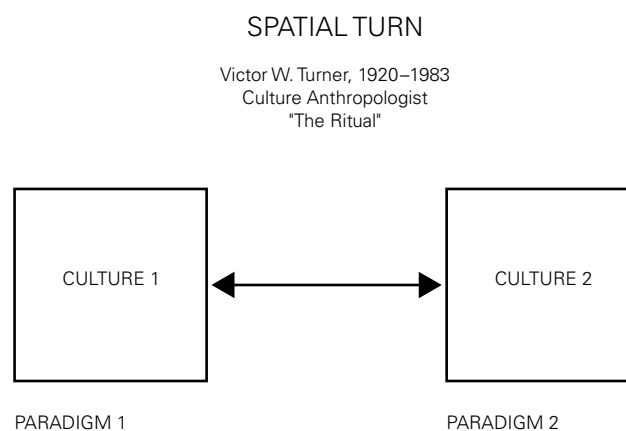 SPATIAL TURN
Victor W. Turner, 1920–1983
Culture Anthropologist
"The Ritual"
CULTURE 1
CULTURE 2
PARADIGM 1
PARADIGM 2